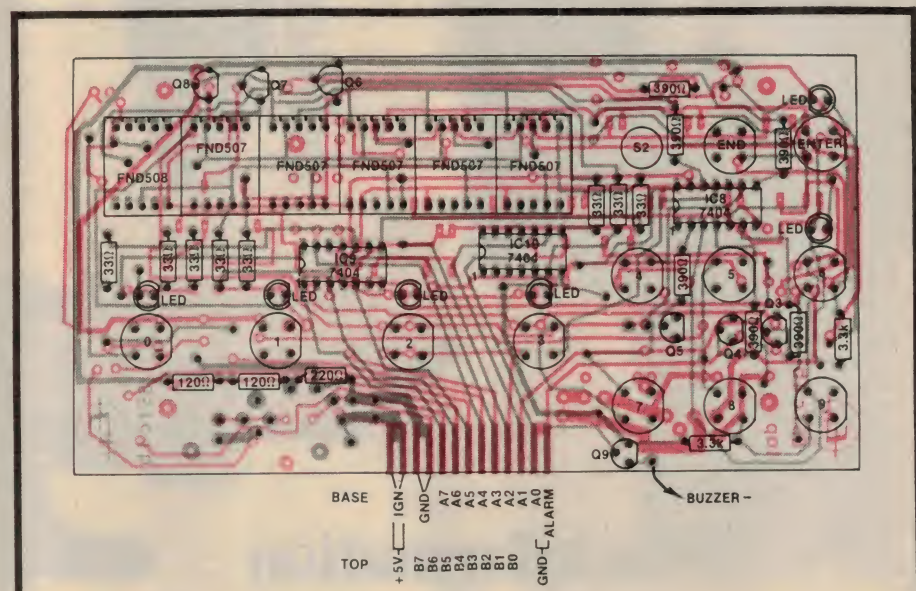 Q8 Q7 Q6
390Ω
LED
FND508 FND507 FND507 FND507 FND507 FND507
S2 390Ω END 390Ω ENTER
33Ω 33Ω 33Ω
IC8
7404
33Ω 33Ω 33Ω 33Ω 33Ω
IC9
7404
IC10
7404
LED
LED LED LED LED
390Ω 5
0 1 2 3
Q5 Q4 390Ω Q3 390Ω 3.3k
120Ω 120Ω 220Ω
7 8 9
3.3k
Q9
BUZZER –
BASE IGN GND A7 A6 A5 A4 A3 A2 A1 A0 ALARM
TOP +5V B7 B6 B5 B4 B3 B2 B1 B0 GND